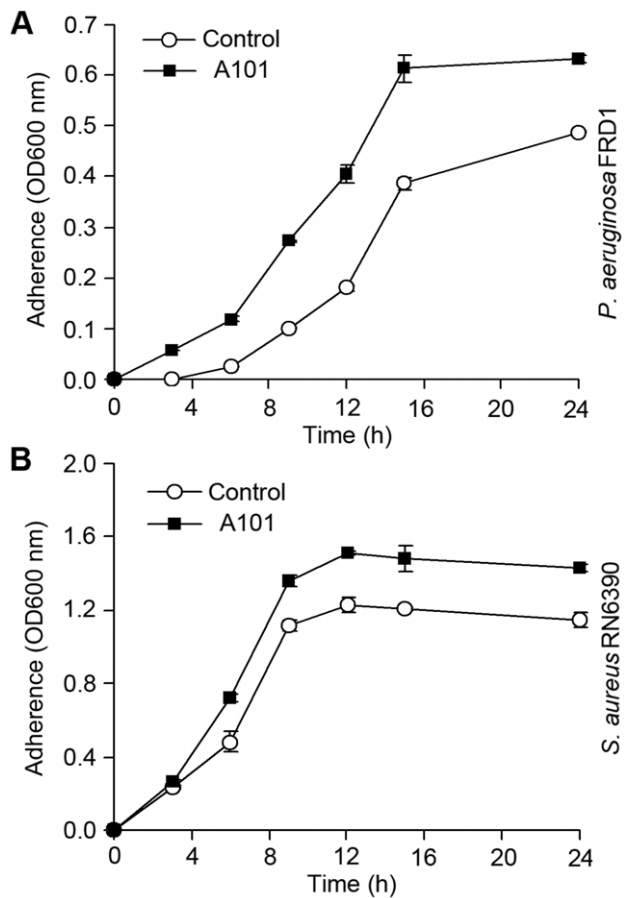 A
Control
A101
0.7
0.6
0.5
0.4
0.3
0.2
0.1
0.0
Adherence (OD600 nm)
P. aeruginosa FRD1
0 4 8 12 16 20 24
Time (h)
B
Control
A101
2.0
1.6
1.2
0.8
0.4
0.0
Adherence (OD600 nm)
S. aureus RN6390
0 4 8 12 16 20 24
Time (h)